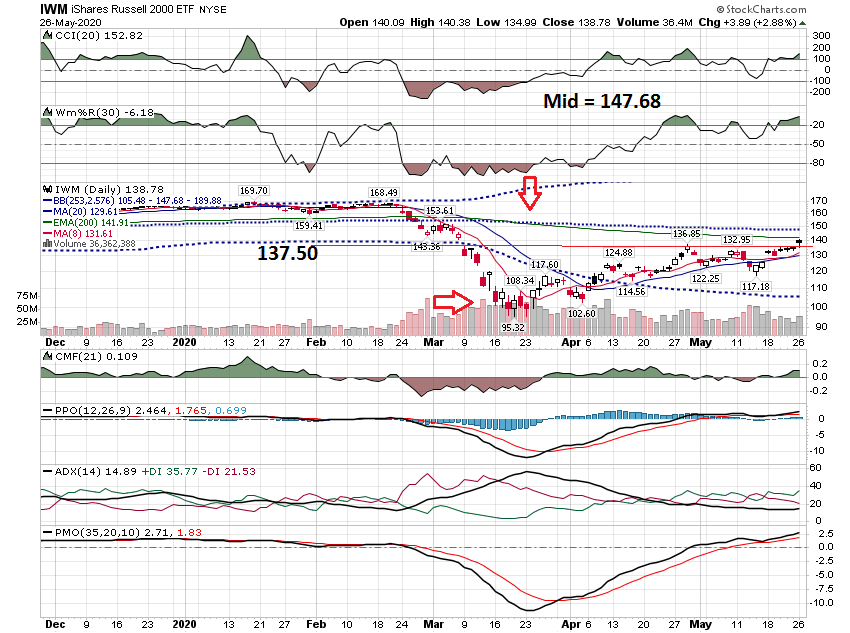 IWM iShares Russell 2000 ETF NYSE © StockCharts.com
26-May-2020 Open 140.09 High 140.38 Low 134.99 Close 138.78 Volume 36.4M Chg +3.89 (+2.88%)
CCI(20) 152.82
300
200
100
0
-100
-200
Mid = 147.68
Wm%R(30) -6.18
-20
-50
-80
IWM (Daily) 138.78
BB(253,2.576) 105.48 - 147.68 - 189.88
MA(20) 129.61
EMA(200) 141.91
MA(8) 131.61
Volume 36,362,388
169.70
168.49
159.41
153.61
143.36
137.50
108.34
117.60
95.32
102.60
124.88
114.56
136.85
122.25
132.95
117.18
170
160
150
140
130
120
110
100
90
75M
50M
25M
Dec 9 16 23 2020 13 21 27 Feb 10 18 24 Mar 9 16 23 Apr 6 13 20 27 May 11 18 26
CMF(21) 0.109
0.2
0.0
-0.2
PPO(12,26,9) 2.464, 1.765, 0.699
0
-5
-10
ADX(14) 14.89 +DI 35.77 -DI 21.53
60
40
20
0
PMO(35,20,10) 2.71, 1.83
2.5
0.0
-2.5
-5.0
-7.5
-10.0
Dec 9 16 23 2020 13 21 27 Feb 10 18 24 Mar 9 16 23 Apr 6 13 20 27 May 11 18 26